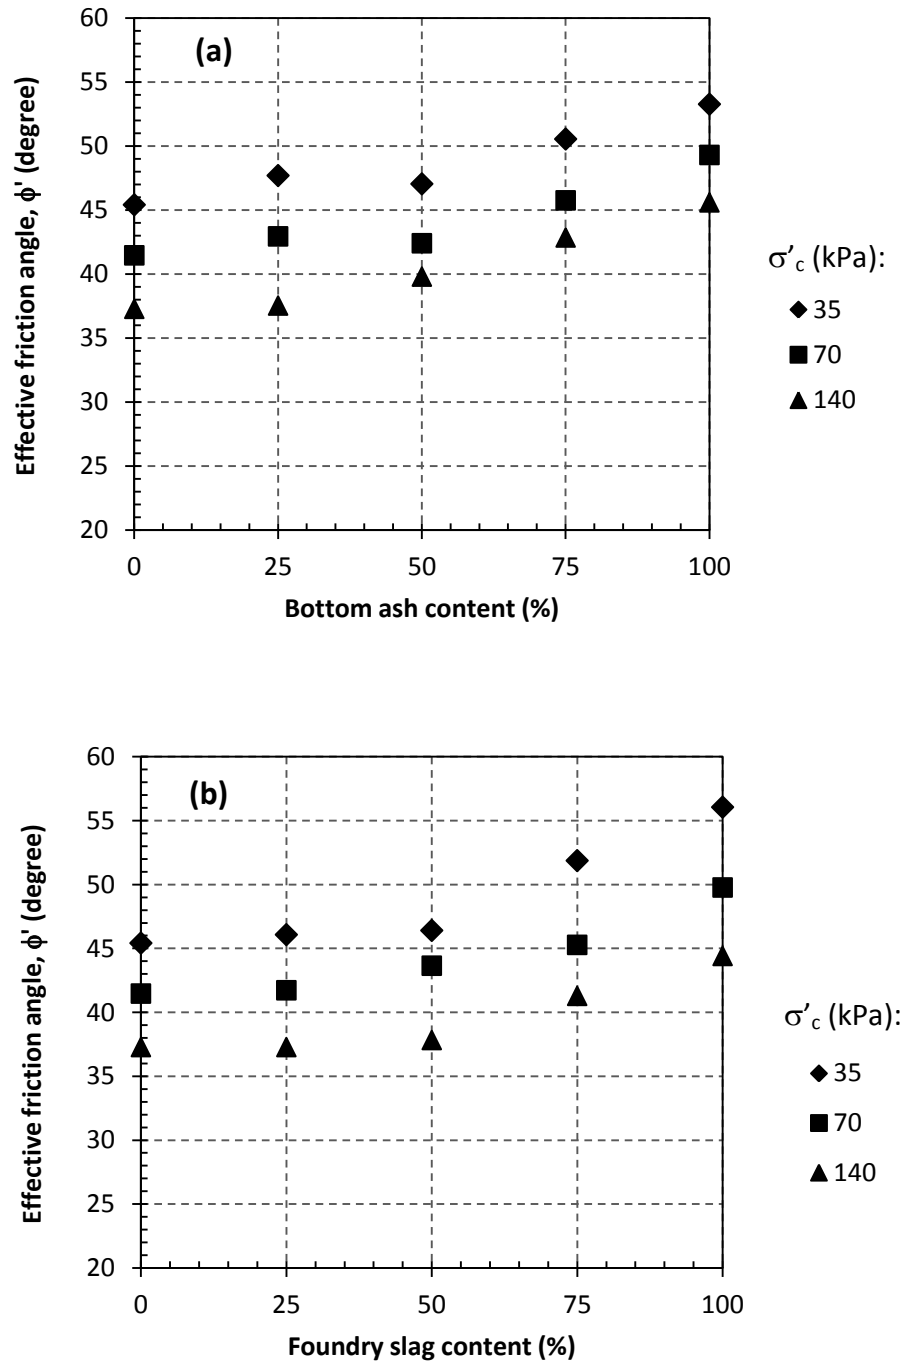 (a)
Effective friction angle, ϕ' (degree)
60
55
50
45
40
35
30
25
20
0 25 50 75 100
Bottom ash content (%)
σ'c (kPa):
35
70
140
(b)
Effective friction angle, ϕ' (degree)
60
55
50
45
40
35
30
25
20
0 25 50 75 100
Foundry slag content (%)
σ'c (kPa):
35
70
140